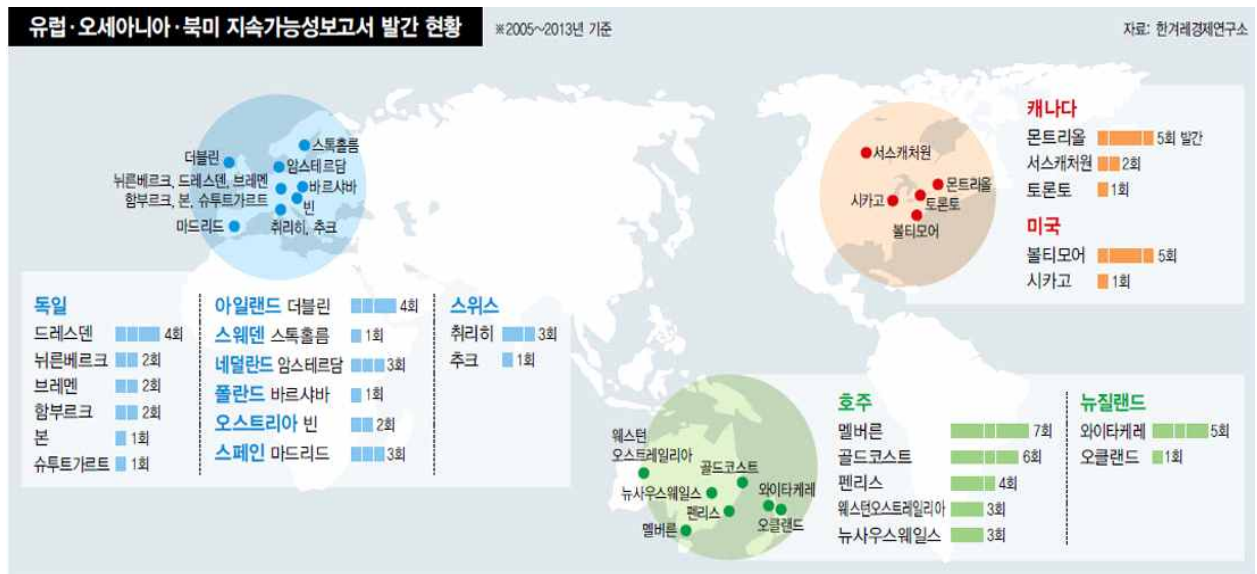 유럽·오세아니아·북미 지속가능성보고서 발간 현황
※2005~2013년 기준
자료: 한겨레경제연구소
스톡홀름
더블린
암스테르담
뉘른베르크, 드레스덴, 브레멘
바르샤바
함부르크, 본, 슈투트가르트
빈
마드리드
취리히, 추크
서스캐처원
몬트리올
시카고
토론토
볼티모어
캐나다
몬트리올 5회 발간
서스캐처원 2회
토론토 1회
미국
볼티모어 5회
시카고 1회
독일
드레스덴 4회
뉘른베르크 2회
브레멘 2회
함부르크 2회
본 1회
슈투트가르트 1회
아일랜드 더블린 4회
스웨덴 스톡홀름 1회
네덜란드 암스테르담 3회
폴란드 바르샤바 1회
오스트리아 빈 2회
스페인 마드리드 3회
스위스
취리히 3회
추크 1회
웨스턴
오스트레일리아
골드코스트
뉴사우스웨일스
와이타케레
펜리스
오클랜드
멜버른
호주
멜버른 7회
골드코스트 6회
펜리스 4회
웨스턴오스트레일리아 3회
뉴사우스웨일스 3회
뉴질랜드
와이타케레 5회
오클랜드 1회